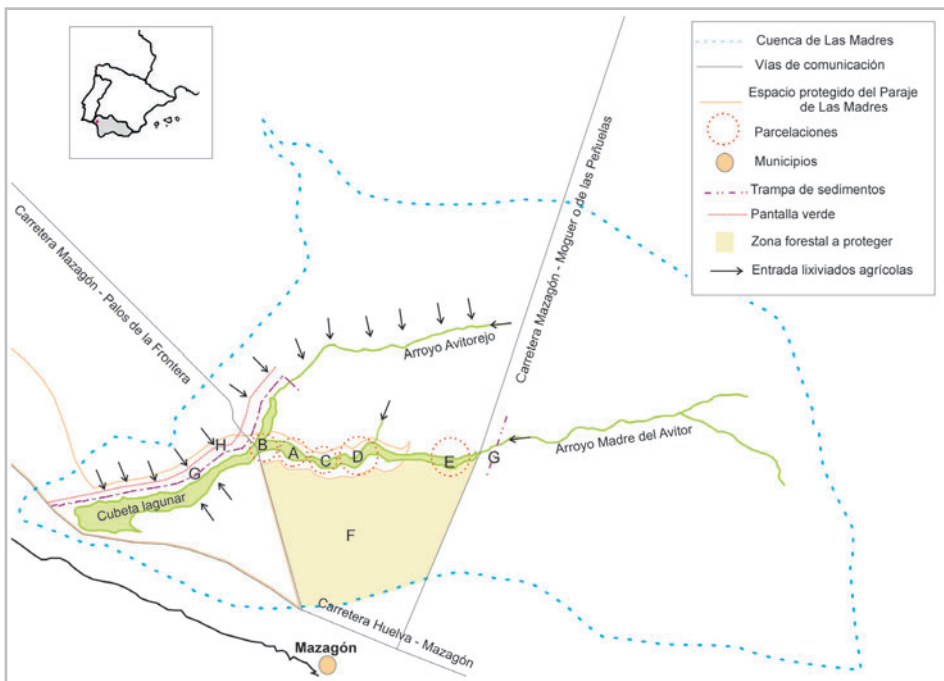 Cuenca de Las Madres
Vías de comunicación
Espacio protegido del Paraje
de Las Madres
Parcelaciones
Municipios
Trampa de sedimentos
Pantalla verde
Zona forestal a proteger
Entrada lixiviados agrícolas
Carretera Mazagón - Palos de la Frontera
Carretera Mazagón - Moguer o de las Peñuelas
Arroyo Avitorejo
Arroyo Madre del Avitor
H
B
A
C
D
E
G
G
Cubeta lagunar
F
Carretera Huelva - Mazagón
Mazagón